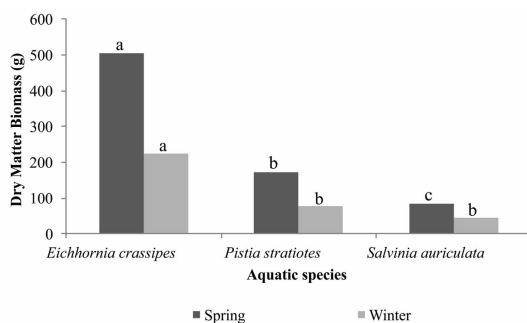 600
500
400
300
200
100
0
Dry Matter Biomass (g)
a
a
b
b
c
b
Eichhornia crassipes
Pistia stratiotes
Salvinia auriculata
Aquatic species
Spring
Winter